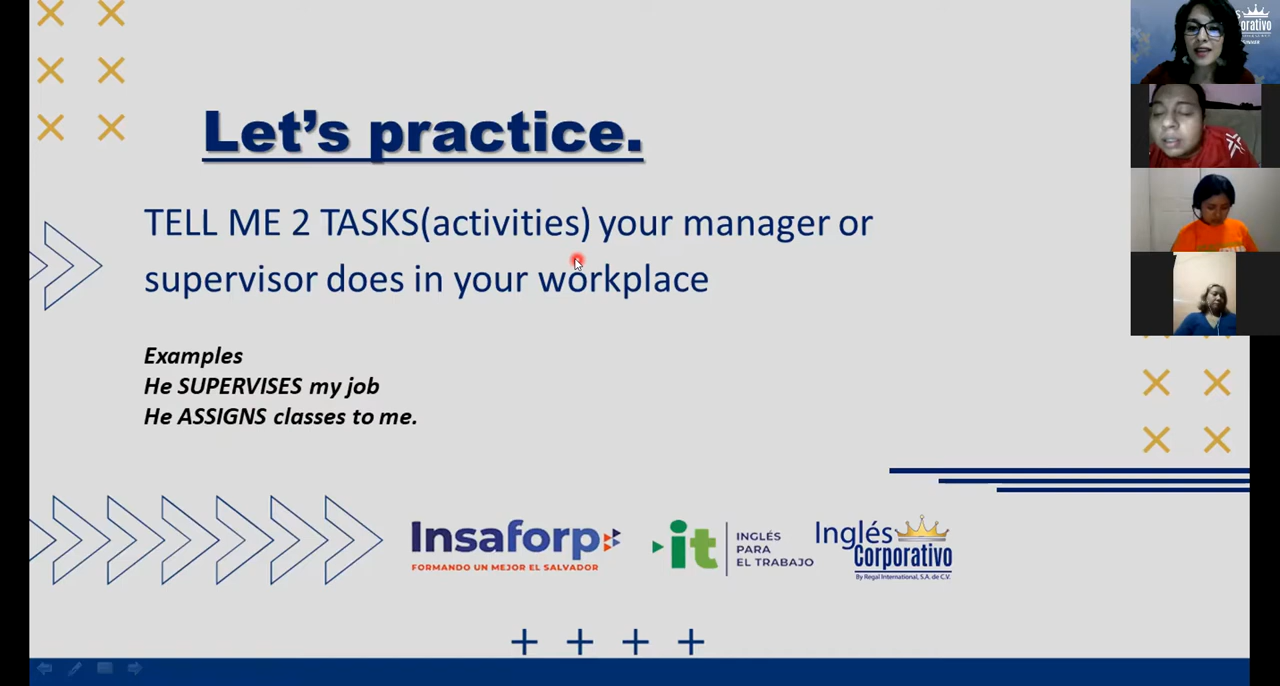 Let's practice.
TELL ME 2 TASKS(activities) your manager or
supervisor does in your workplace
Examples
He SUPERVISES my job
He ASSIGNS classes to me.
Insaforp
FORMANDO UN MEJOR EL SALVADOR
it
INGLÉS
PARA
EL TRABAJO
Inglés
Corporativo
By Regal International, S.A. de C.V.